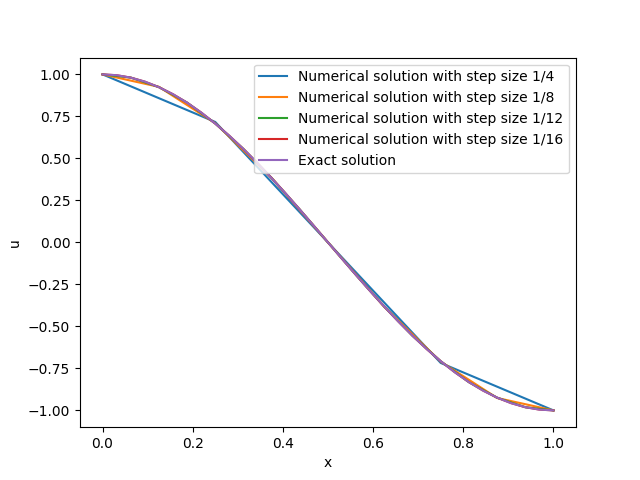 1.00
0.75
0.50
0.25
0.00
−0.25
−0.50
−0.75
−1.00
u
Numerical solution with step size 1/4
Numerical solution with step size 1/8
Numerical solution with step size 1/12
Numerical solution with step size 1/16
Exact solution
0.0 0.2 0.4 0.6 0.8 1.0
x